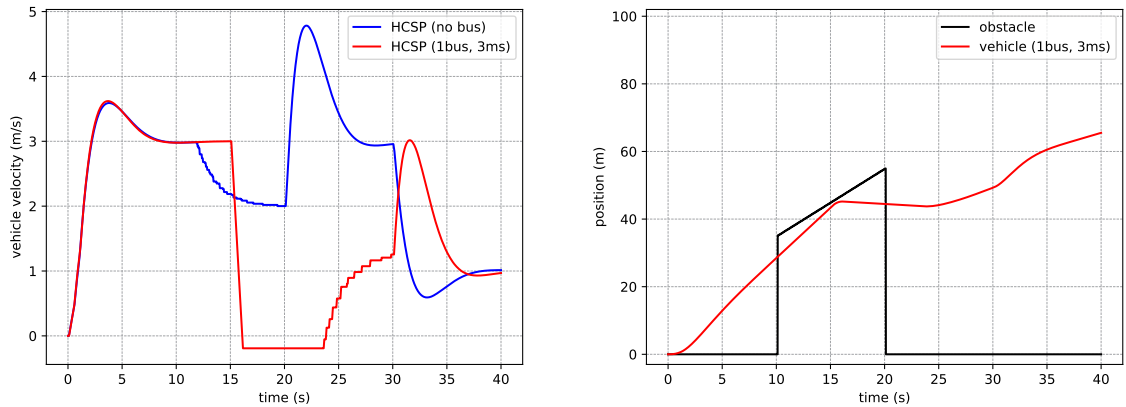 5
4
3
2
1
0
vehicle velocity (m/s)
HCSP (no bus)
HCSP (1bus, 3ms)
0 5 10 15 20 25 30 35 40
time (s)
100
80
60
40
20
0
position (m)
obstacle
vehicle (1bus, 3ms)
0 5 10 15 20 25 30 35 40
time (s)